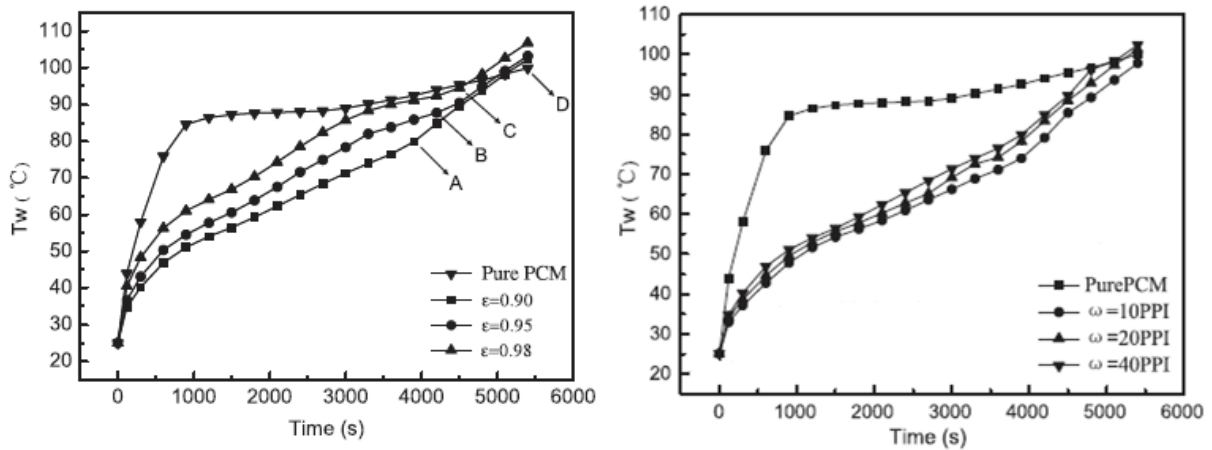 110
100
90
80
70
60
50
40
30
20
Tw (℃)
0 1000 2000 3000 4000 5000 6000
Time (s)
A
B
C
D
Pure PCM
ε=0.90
ε=0.95
ε=0.98
110
100
90
80
70
60
50
40
30
20
Tw (℃)
0 1000 2000 3000 4000 5000 6000
Time (s)
PurePCM
ω=10PPI
ω=20PPI
ω=40PPI